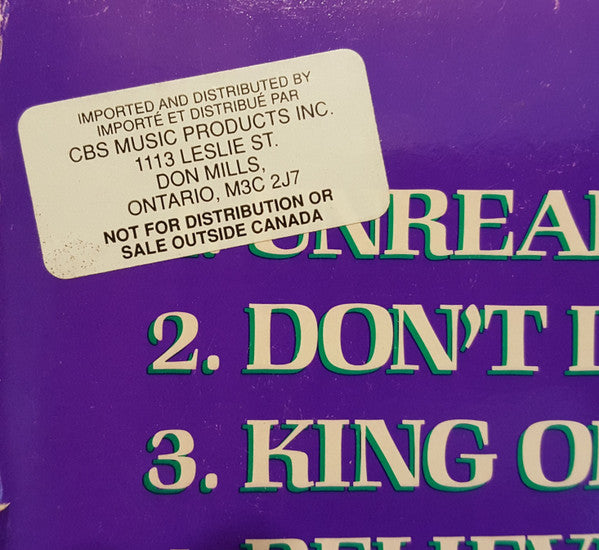 IMPORTED AND DISTRIBUTED BY
IMPORTÉ ET DISTRIBUÉ PAR
CBS MUSIC PRODUCTS INC.
1113 LESLIE ST.
DON MILLS,
ONTARIO, M3C 2J7
NOT FOR DISTRIBUTION OR
SALE OUTSIDE CANADA
UNREA
2. DON'T
3. KING O